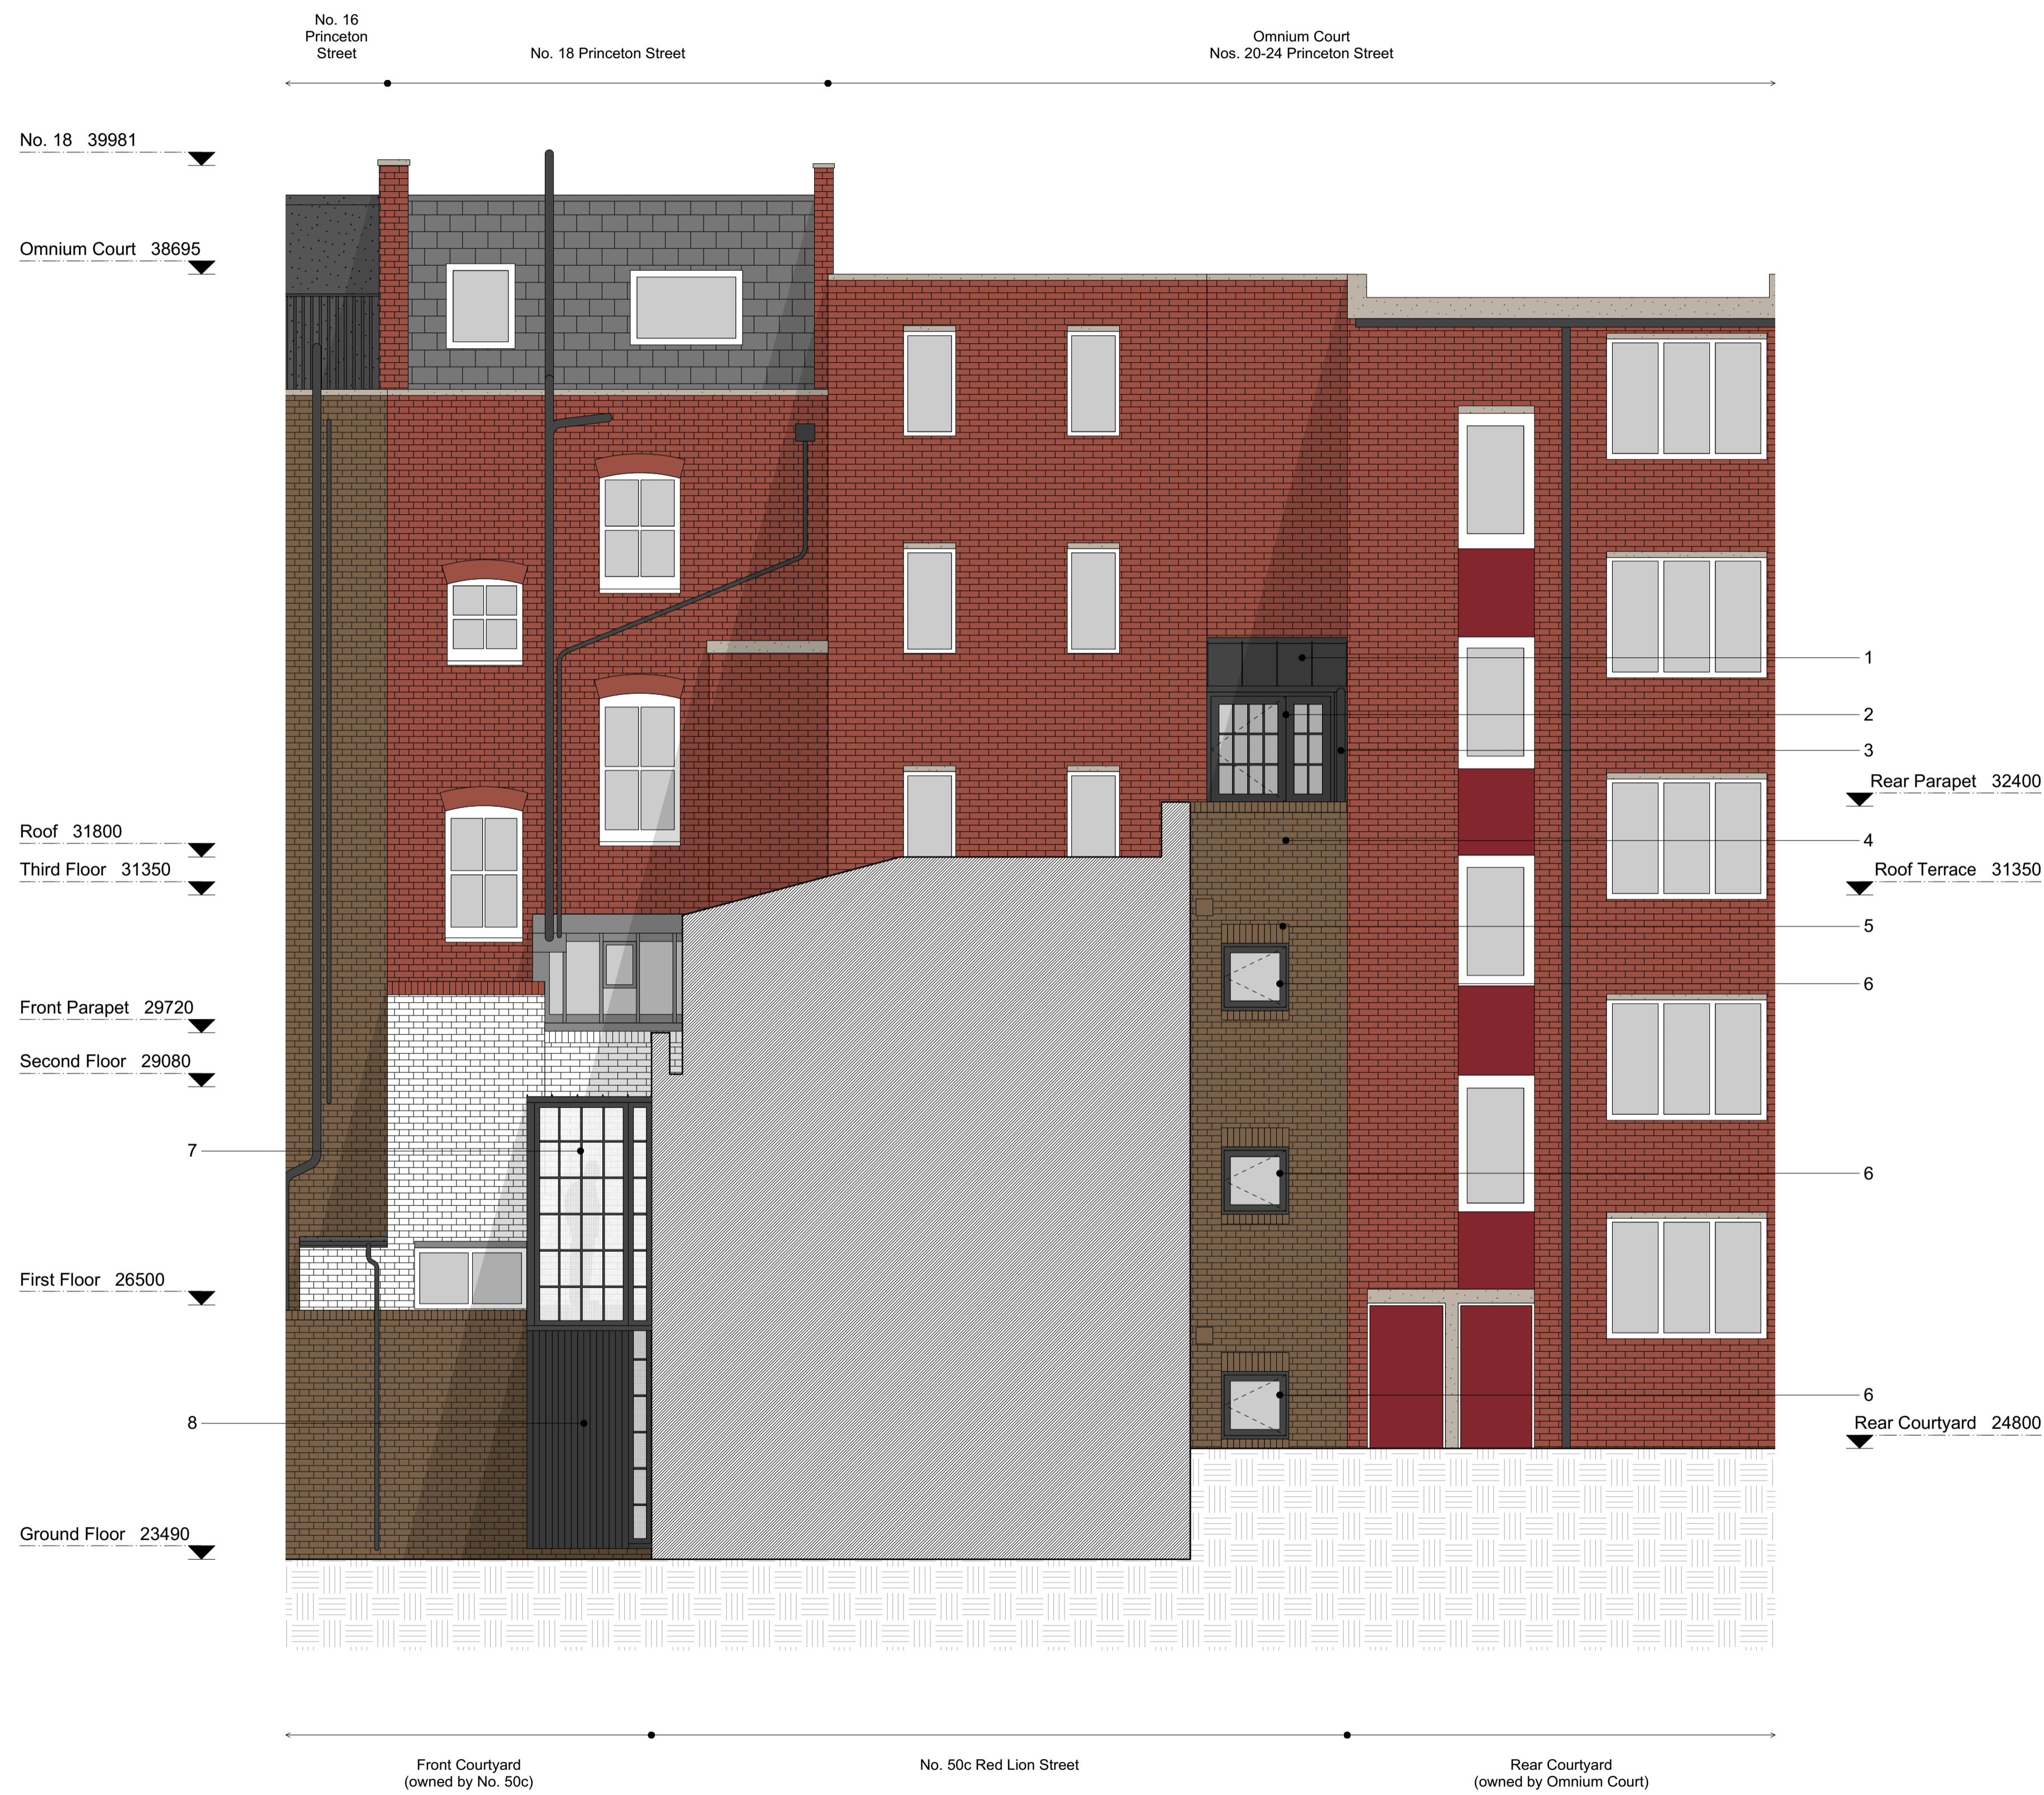 No. 16
Princeton
Street
No. 18 Princeton Street
Omnium Court
Nos. 20-24 Princeton Street
No. 18 39981
Omnium Court 38695
Roof 31800
Third Floor 31350
Front Parapet 29720
Second Floor 29080
7
First Floor 26500
8
Ground Floor 23490
1
2
3
Rear Parapet 32400
4
Roof Terrace 31350
5
6
6
6
Rear Courtyard 24800
Front Courtyard
(owned by No. 50c)
No. 50c Red Lion Street
Rear Courtyard
(owned by Omnium Court)